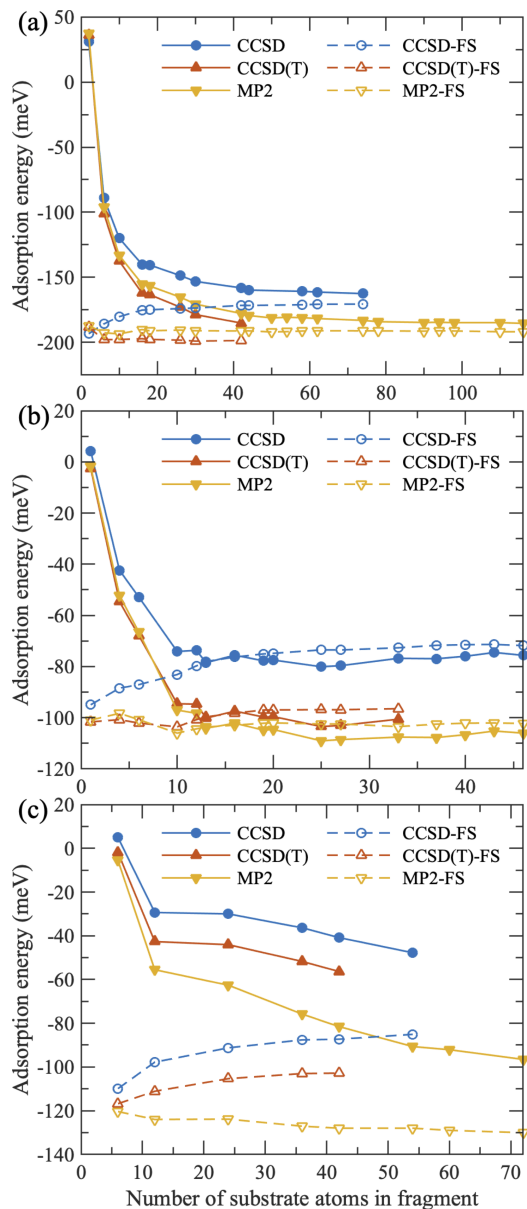 (a)
50
0
-50
-100
-150
-200
Adsorption energy (meV)
CCSD
CCSD(T)
MP2
CCSD-FS
CCSD(T)-FS
MP2-FS
0 20 40 60 80 100
(b)
20
0
-20
-40
-60
-80
-100
-120
Adsorption energy (meV)
CCSD
CCSD(T)
MP2
CCSD-FS
CCSD(T)-FS
MP2-FS
0 10 20 30 40
(c)
20
0
-20
-40
-60
-80
-100
-120
-140
Adsorption energy (meV)
CCSD
CCSD(T)
MP2
CCSD-FS
CCSD(T)-FS
MP2-FS
0 10 20 30 40 50 60 70
Number of substrate atoms in fragment